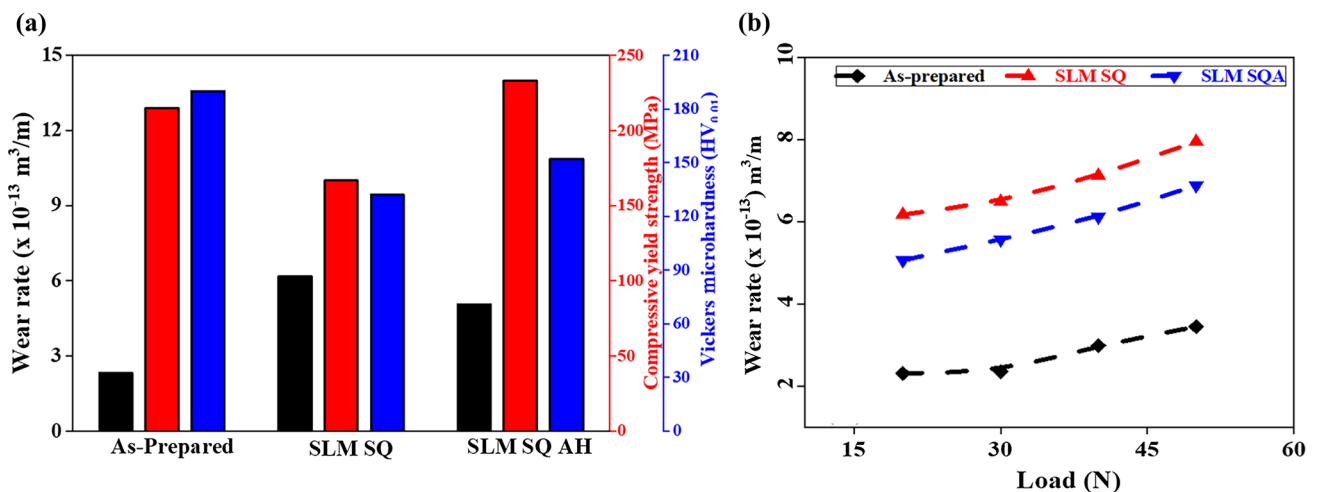 (a)
15
12
9
6
3
0
Wear rate (x 10⁻¹³ m³/m)
As-Prepared
SLM SQ
SLM SQ AH
250
200
150
100
50
0
Compressive yield strength (MPa)
210
180
150
120
90
60
30
0
Vickers microhardness (HV₀.₀₁)
(b)
As-prepared
SLM SQ
SLM SQA
10
8
6
4
2
Wear rate (x 10⁻¹³) m³/m
15
30
45
60
Load (N)